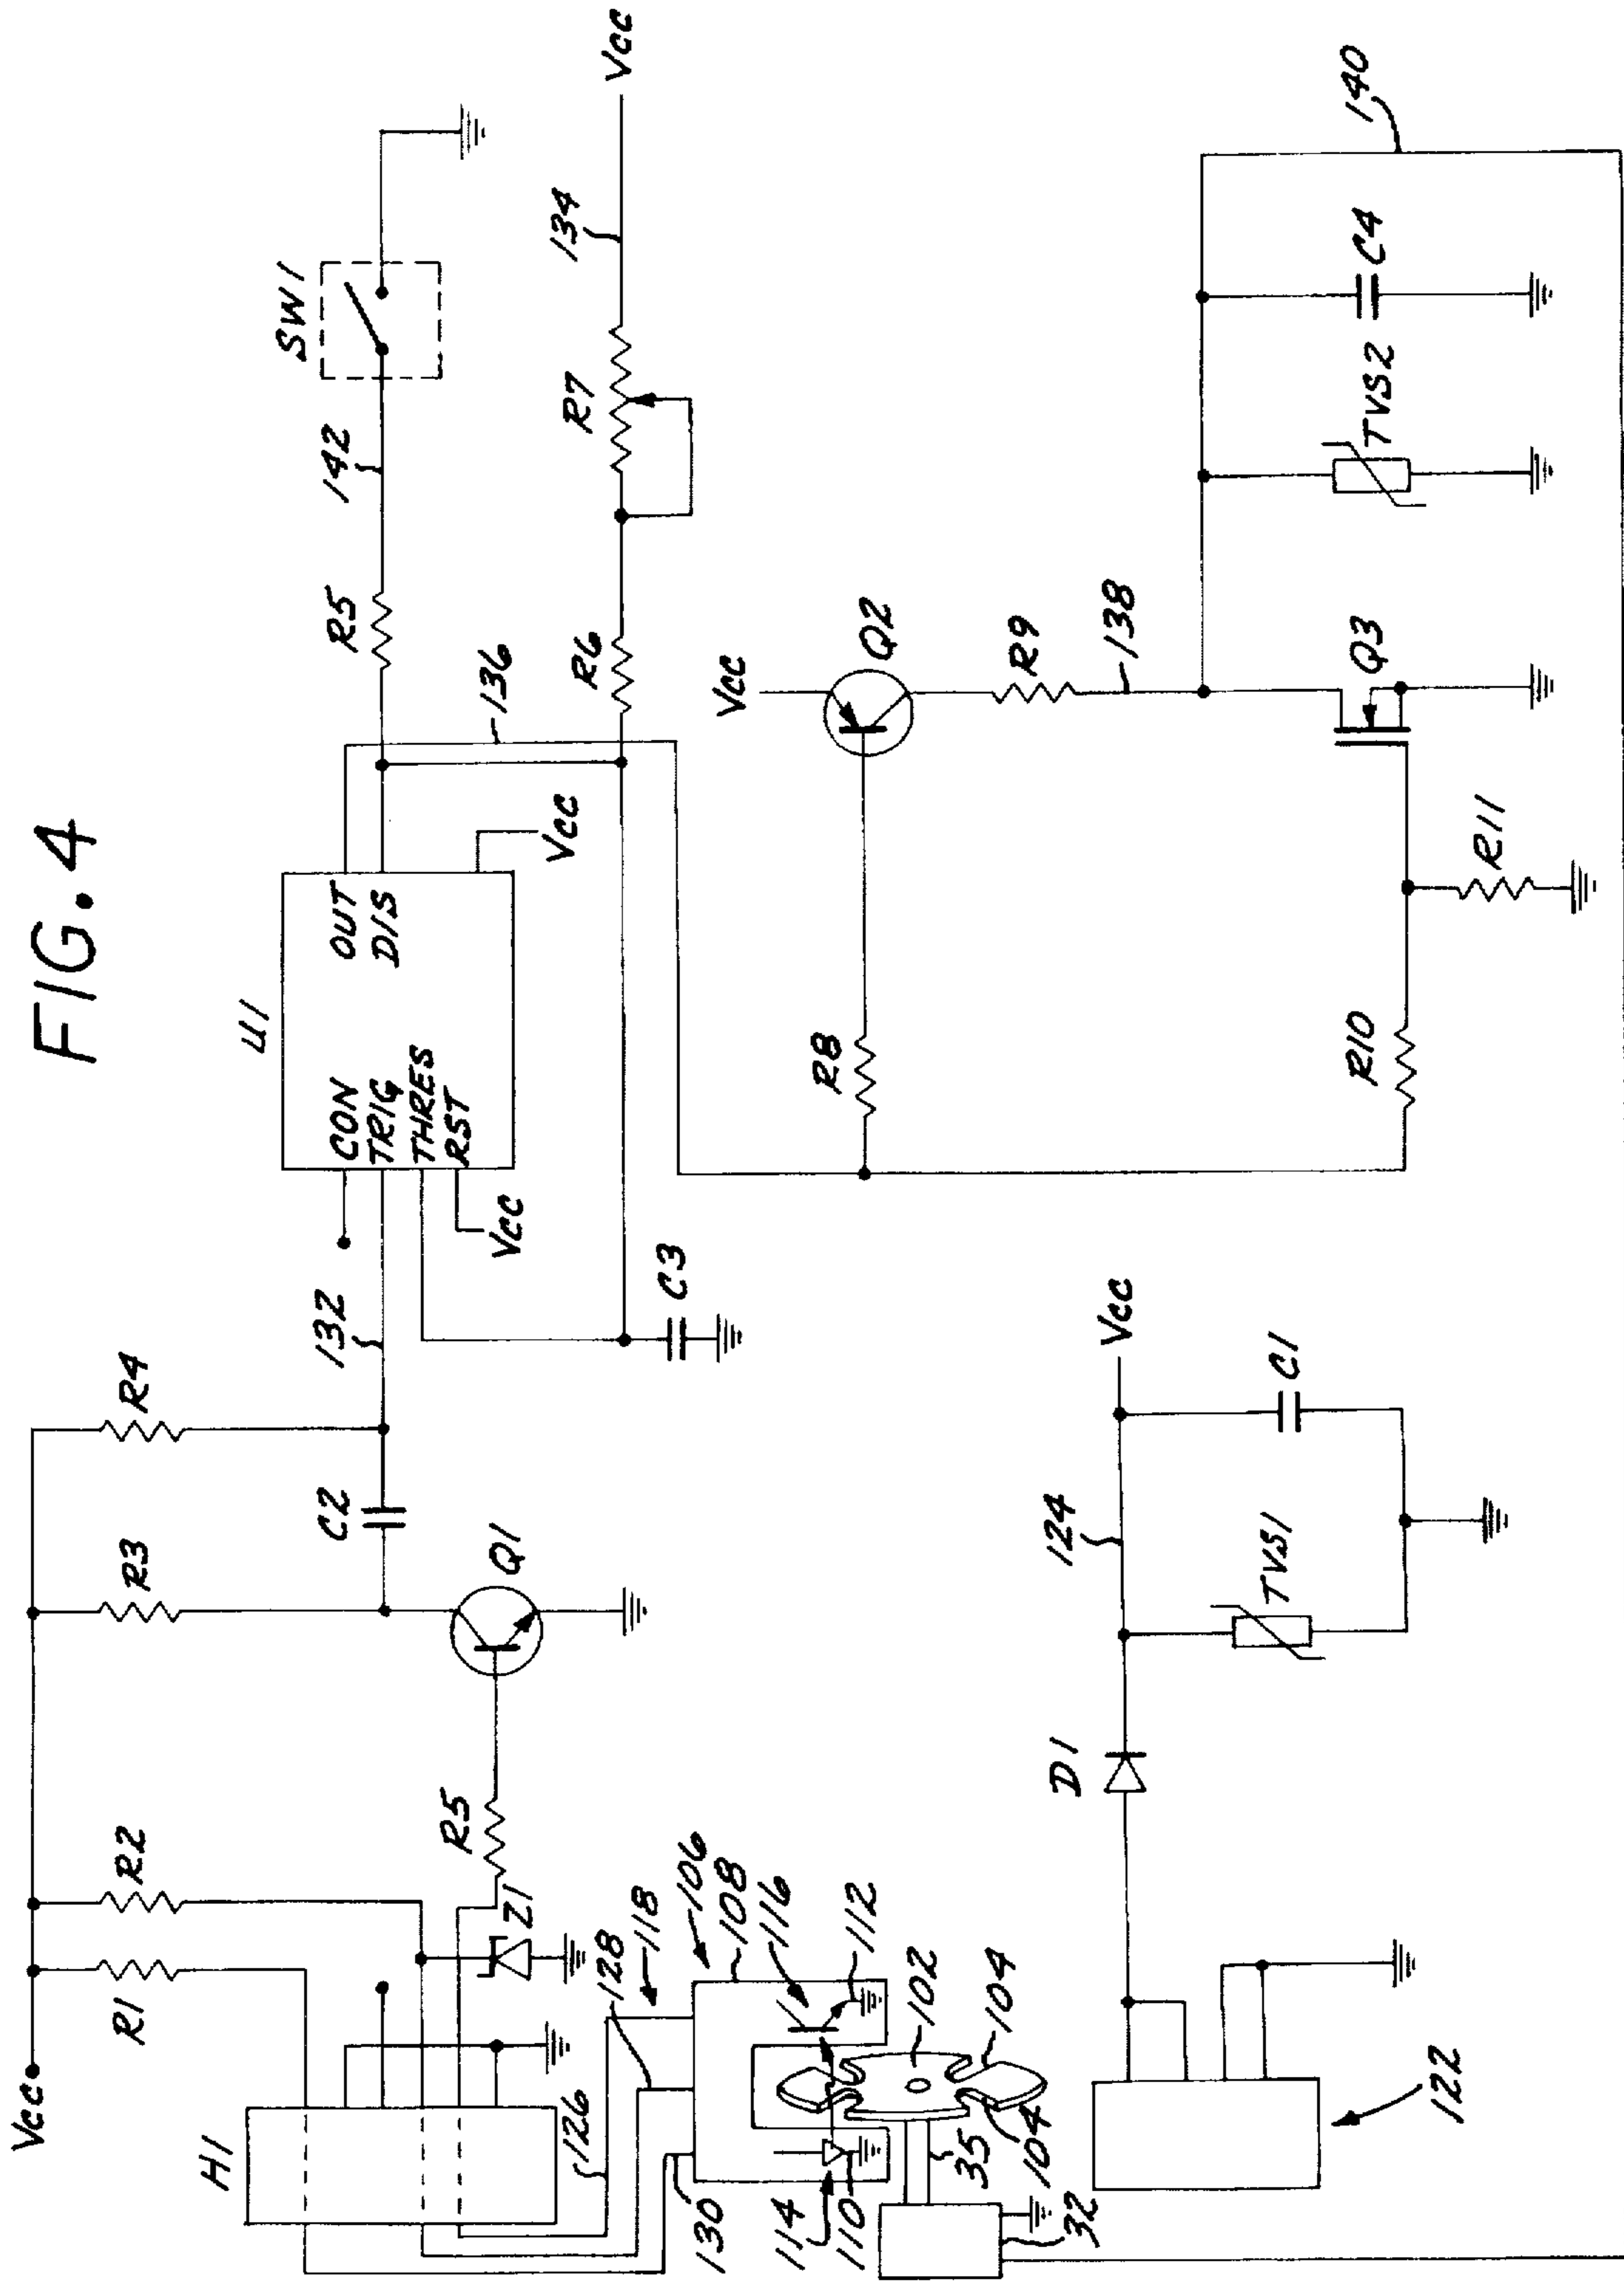 FIG. 4
Vcc
R1
R2
R3
R4
H1
Z1
R5
Q1
C2
132
U1
CON
TRIG
THRES
RST
OUT
DIS
Vcc
Vcc
C3
R5
142
SW1
136
R6
R7
134
Vcc
126
128
118
130
106
108
116
112
114
110
102
104
104
35
32
122
D1
124
TVS1
C1
Vcc
R8
Vcc
Q2
R9
138
Q3
R10
R11
TVS2
C4
140